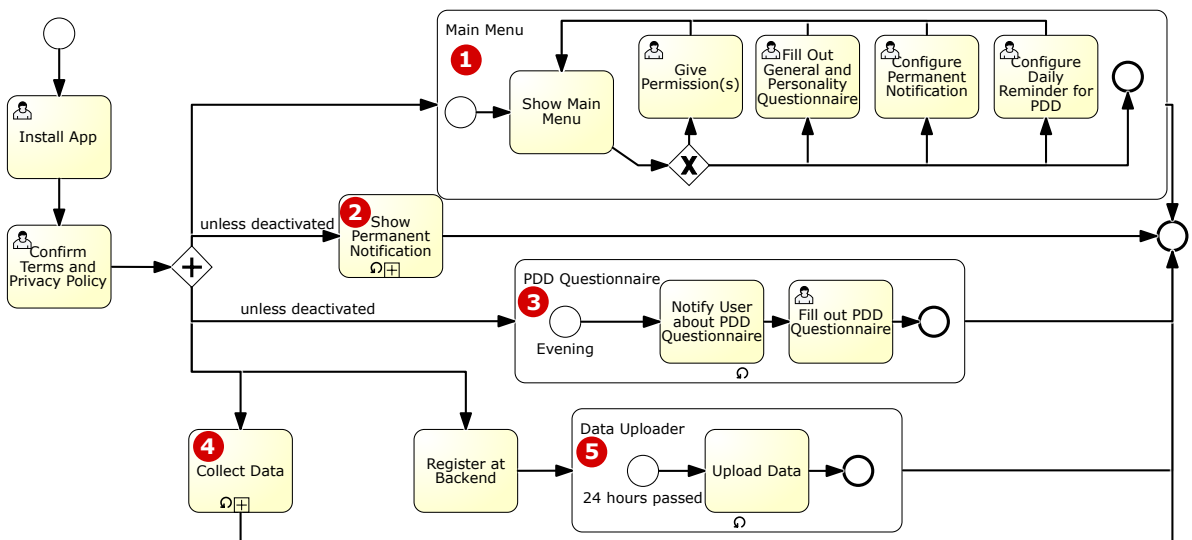 Main Menu
1
Install App
Show Main
Menu
Give
Permission(s)
Fill Out
General and
Personality
Questionnaire
Configure
Permanent
Notification
Configure
Daily
Reminder for
PDD
X
Confirm
Terms and
Privacy Policy
unless deactivated
2
Show
Permanent
Notification
unless deactivated
PDD Questionnaire
3
Evening
Notify User
about PDD
Questionnaire
Fill out PDD
Questionnaire
4
Collect Data
Register at
Backend
Data Uploader
5
24 hours passed
Upload Data